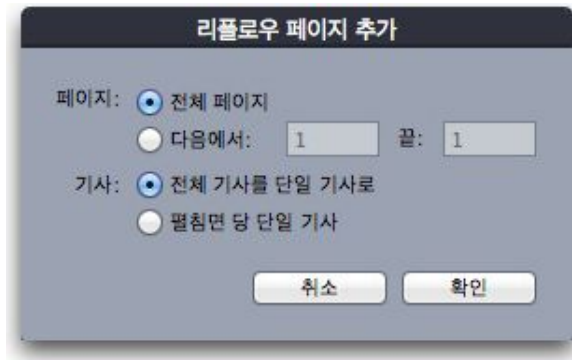 리플로우 페이지 추가
페이지: 전체 페이지
다음에서: 1 끝: 1
기사: 전체 기사를 단일 기사로
펼침면 당 단일 기사
취소 확인